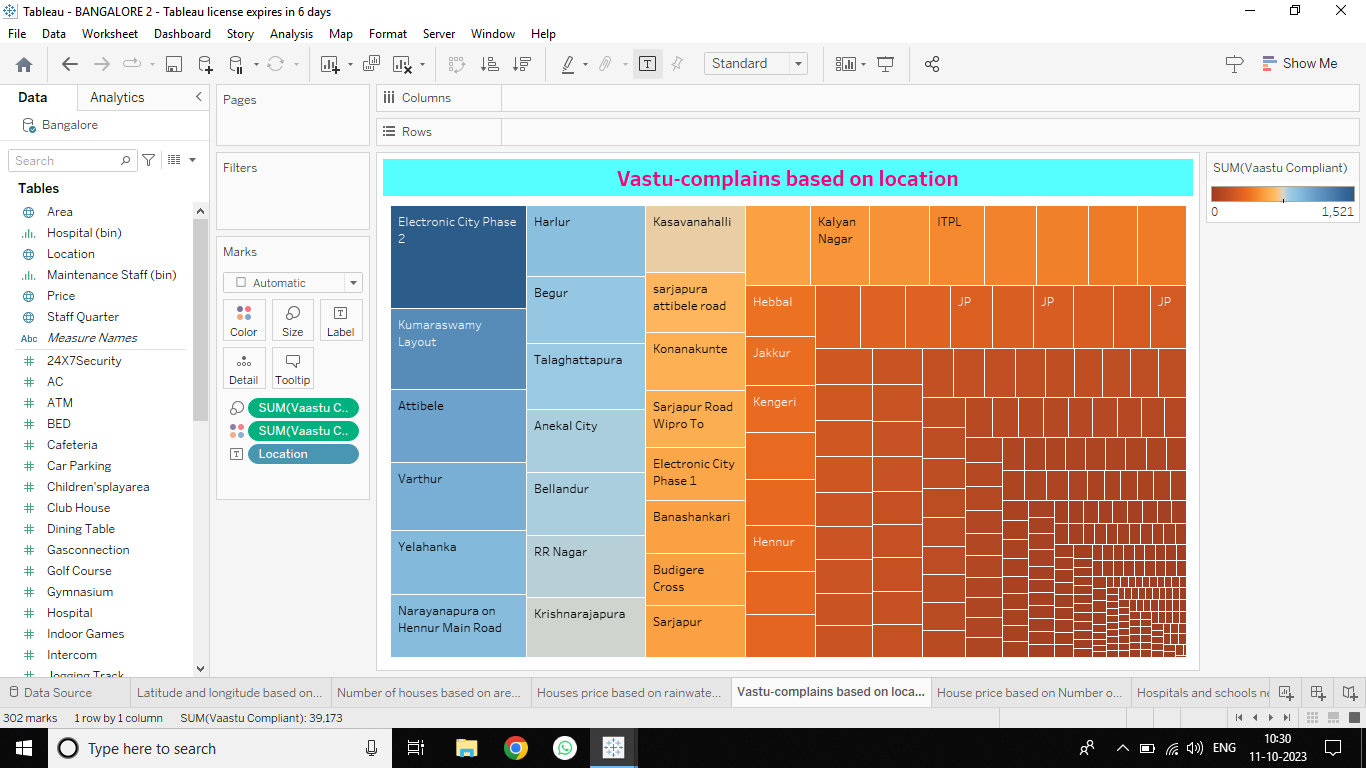 Tableau - BANGALORE 2 - Tableau license expires in 6 days
File Data Worksheet Dashboard Story Analysis Map Format Server Window Help
Standard
Show Me
Data Analytics
Bangalore
Search
Tables
Area
Hospital (bin)
Location
Maintenance Staff (bin)
Price
Staff Quarter
Abc Measure Names
24X7Security
AC
ATM
BED
Cafeteria
Car Parking
Children'splayarea
Club House
Dining Table
Gasconnection
Golf Course
Gymnasium
Hospital
Indoor Games
Intercom
Jogging Track
Pages
Filters
Marks
Automatic
Color Size Label
Detail Tooltip
SUM(Vaastu C..
SUM(Vaastu C..
Location
Columns
Rows
Vastu-complains based on location
Electronic City Phase
2
Kumaraswamy
Layout
Attibele
Varthur
Yelahanka
Narayanapura on
Hennur Main Road
Harlur
Begur
Talaghattapura
Anekal City
Bellandur
RR Nagar
Krishnarajapura
Kasavanahalli
sarjapura
attibele road
Konanakunte
Sarjapur Road
Wipro To
Electronic City
Phase 1
Banashankari
Budigere
Cross
Sarjapur
Kalyan
Nagar
ITPL
Hebbal
Jakkur
Kengeri
Hennur
JP
JP
JP
SUM(Vaastu Compliant)
0 1,521
Data Source
Latitude and longitude based on...
Number of houses based on are...
Houses price based on rainwate...
Vastu-complains based on loca...
House price based on Number o...
Hospitals and schools ne
302 marks 1 row by 1 column SUM(Vaastu Compliant): 39,173
Type here to search
ENG
10:30
11-10-2023